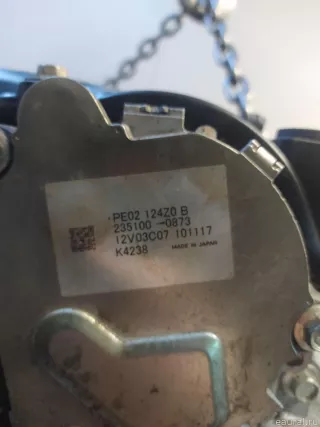 PE02 124Z0 B
235100-0873
12V03C07 101117
K4238 MADE IN JAPAN